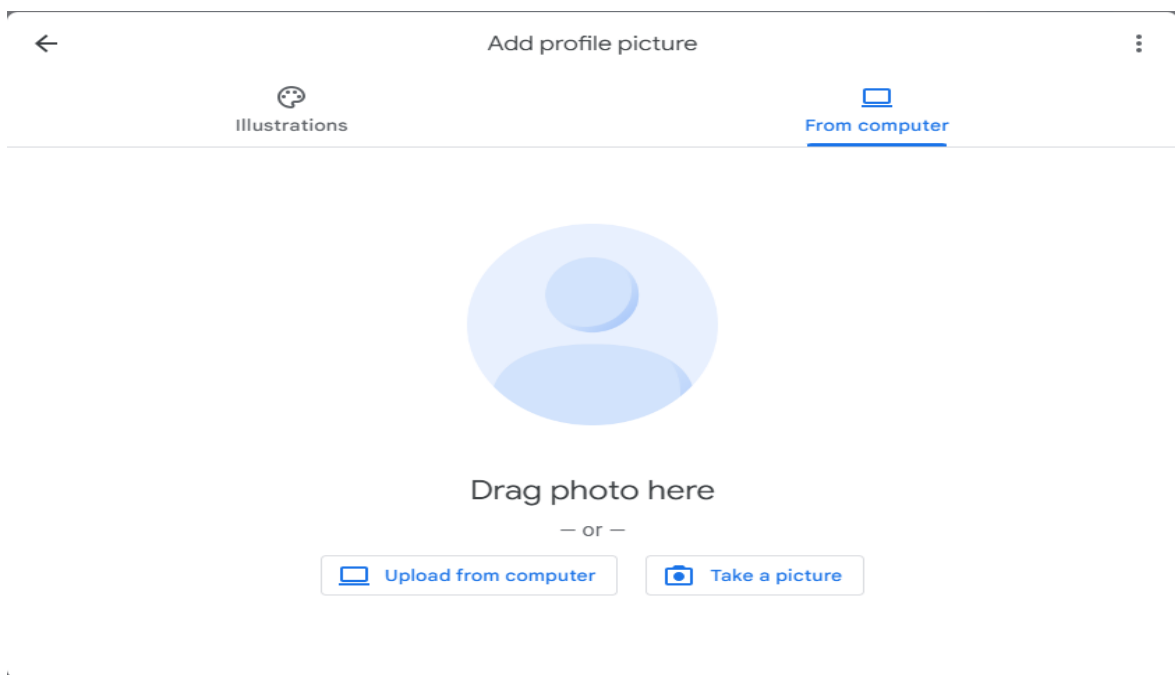 Add profile picture
Illustrations
From computer
Drag photo here
— or —
Upload from computer
Take a picture